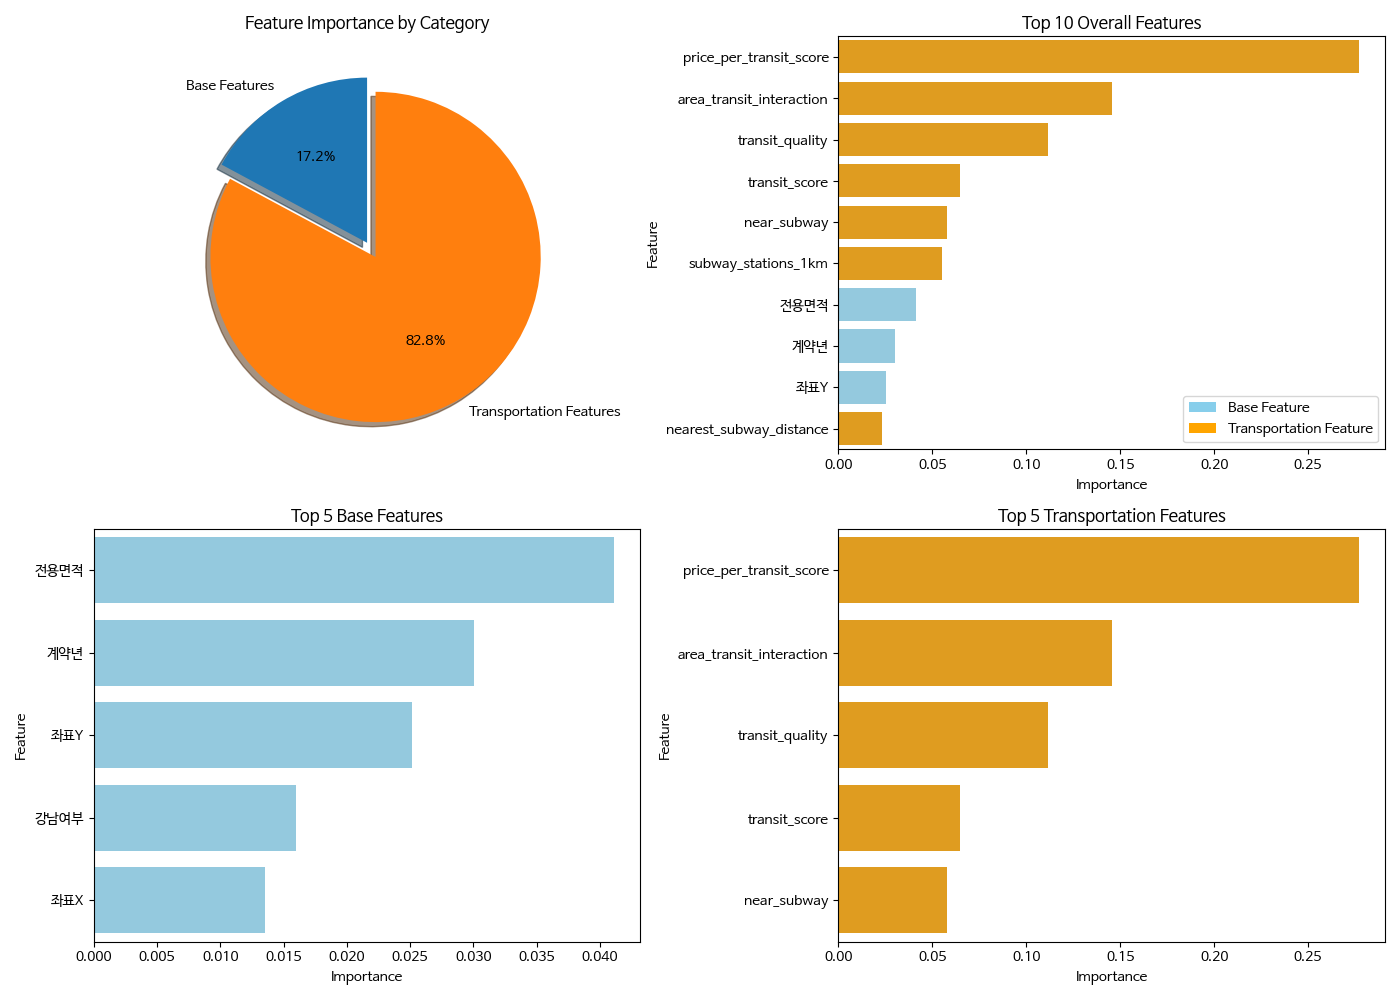 Feature Importance by Category
Base Features
17.2%
82.8%
Transportation Features
Top 10 Overall Features
Feature
price_per_transit_score
area_transit_interaction
transit_quality
transit_score
near_subway
subway_stations_1km
전용면적
계약년
좌표Y
nearest_subway_distance
Base Feature
Transportation Feature
0.00 0.05 0.10 0.15 0.20 0.25
Importance
Top 5 Base Features
Feature
전용면적
계약년
좌표Y
강남여부
좌표X
0.000 0.005 0.010 0.015 0.020 0.025 0.030 0.035 0.040
Importance
Top 5 Transportation Features
Feature
price_per_transit_score
area_transit_interaction
transit_quality
transit_score
near_subway
0.00 0.05 0.10 0.15 0.20 0.25
Importance